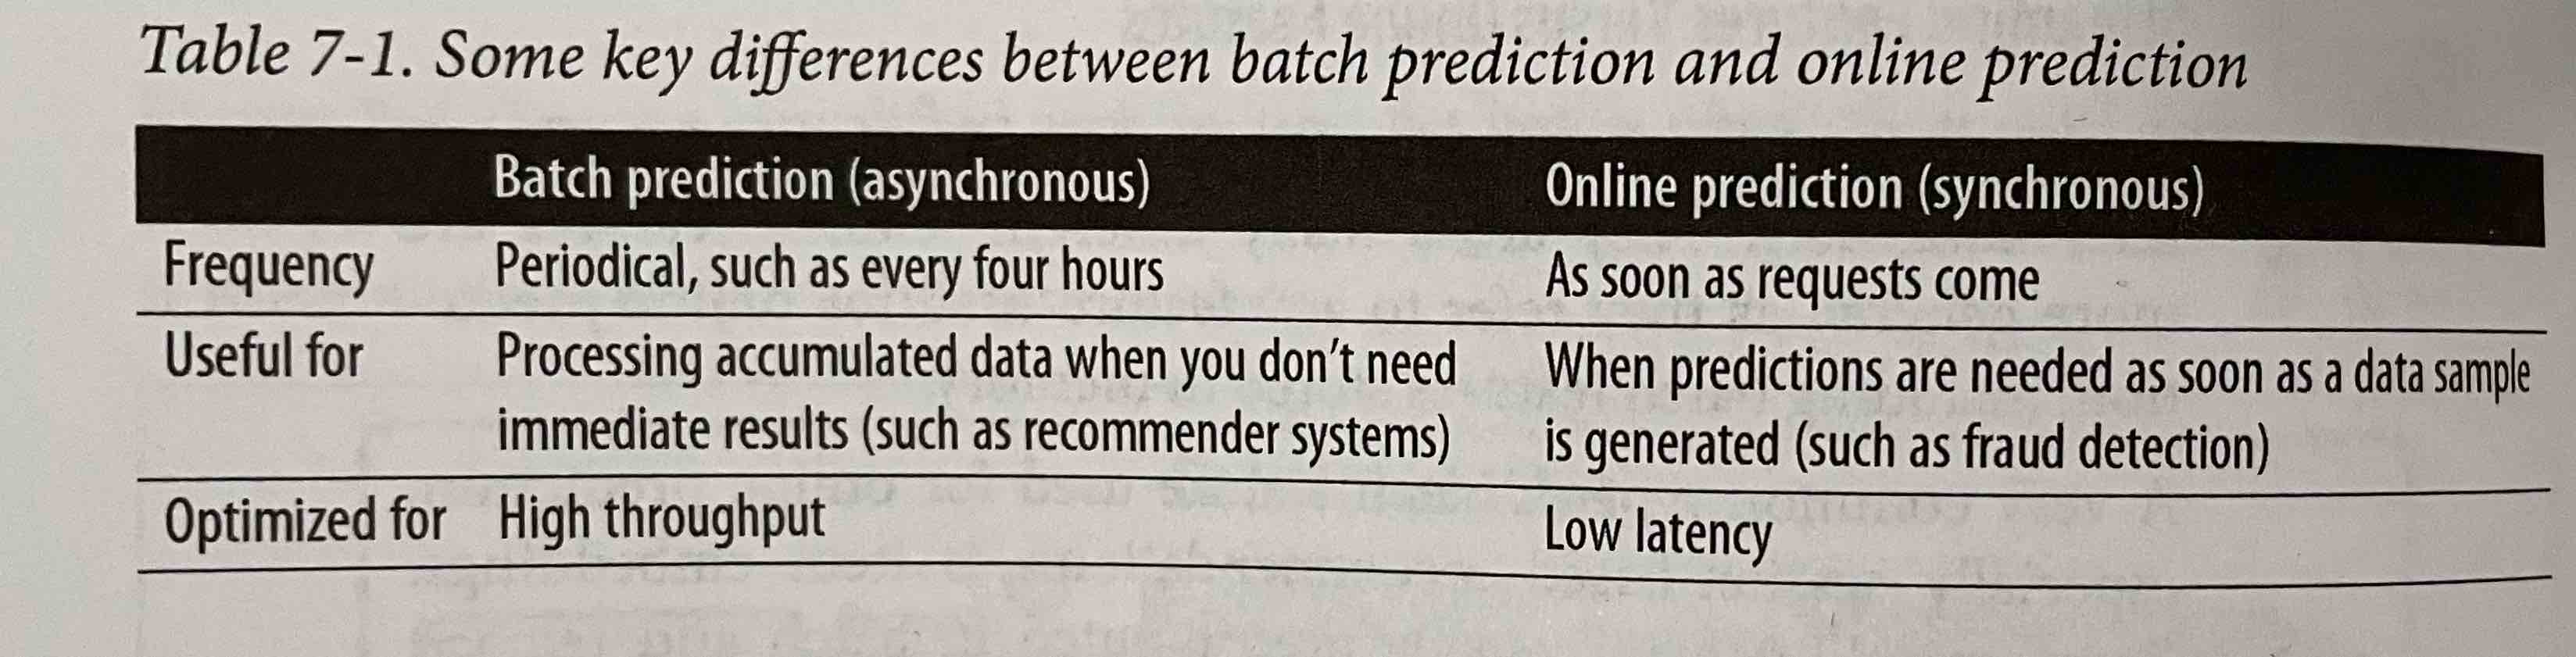 Table 7-1. Some key differences between batch prediction and online prediction
Batch prediction (asynchronous) Online prediction (synchronous)
Frequency Periodical, such as every four hours As soon as requests come
Useful for Processing accumulated data when you don't need When predictions are needed as soon as a data sample
immediate results (such as recommender systems) is generated (such as fraud detection)
Optimized for High throughput Low latency